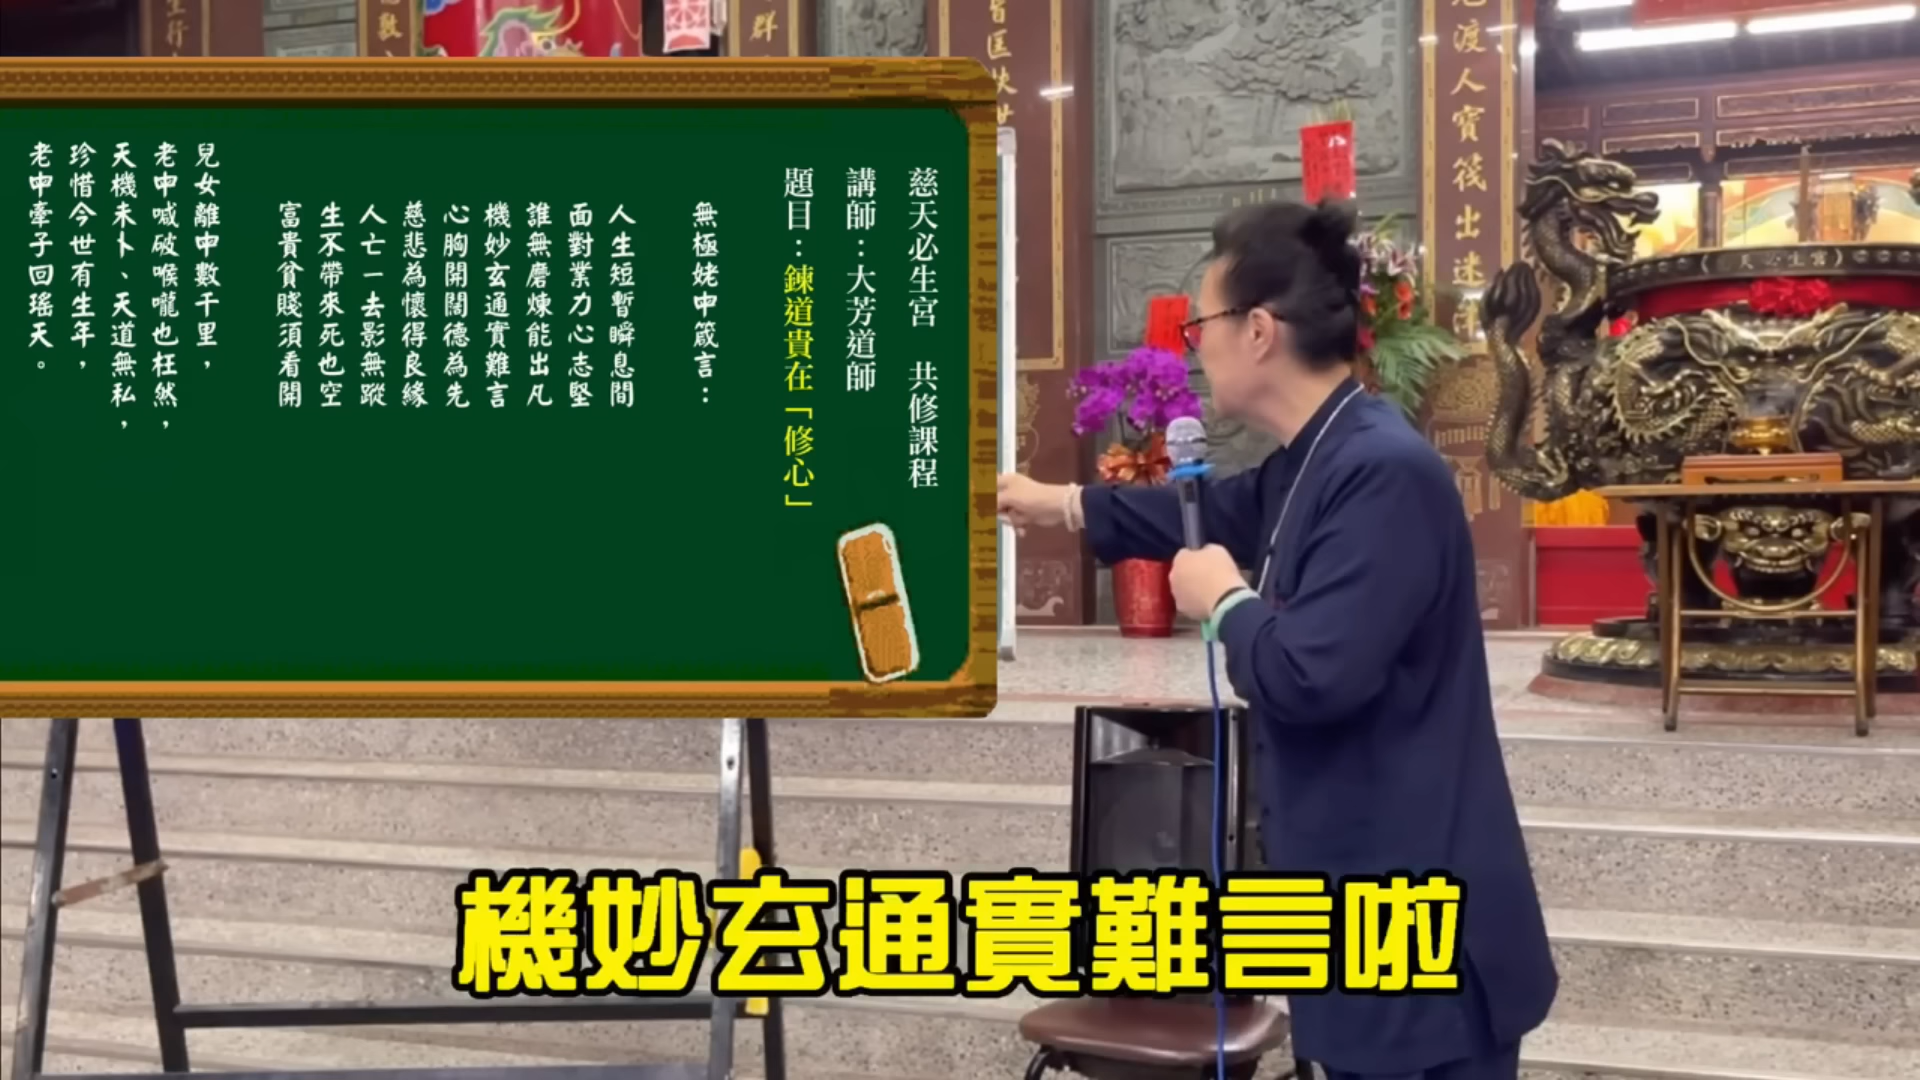 慈天必生宮　共修課程
講師：大芳道師
題目：鍊道貴在「修心」
無極姥中箴言：
人生短暫瞬息間
面對業力心志堅
誰無磨煉能出凡
機妙玄通實難言
心胸開闊德為先
慈悲為懷得良緣
人亡一去影無蹤
生不帶來死也空
富貴貧賤須看開
兒女離中數千里，
老中喊破喉嚨也枉然，
天機未卜、天道無私，
珍惜今世有生年，
老中牽子回瑤天。
渡人寶筏出迷
群
機妙玄通實難言啦